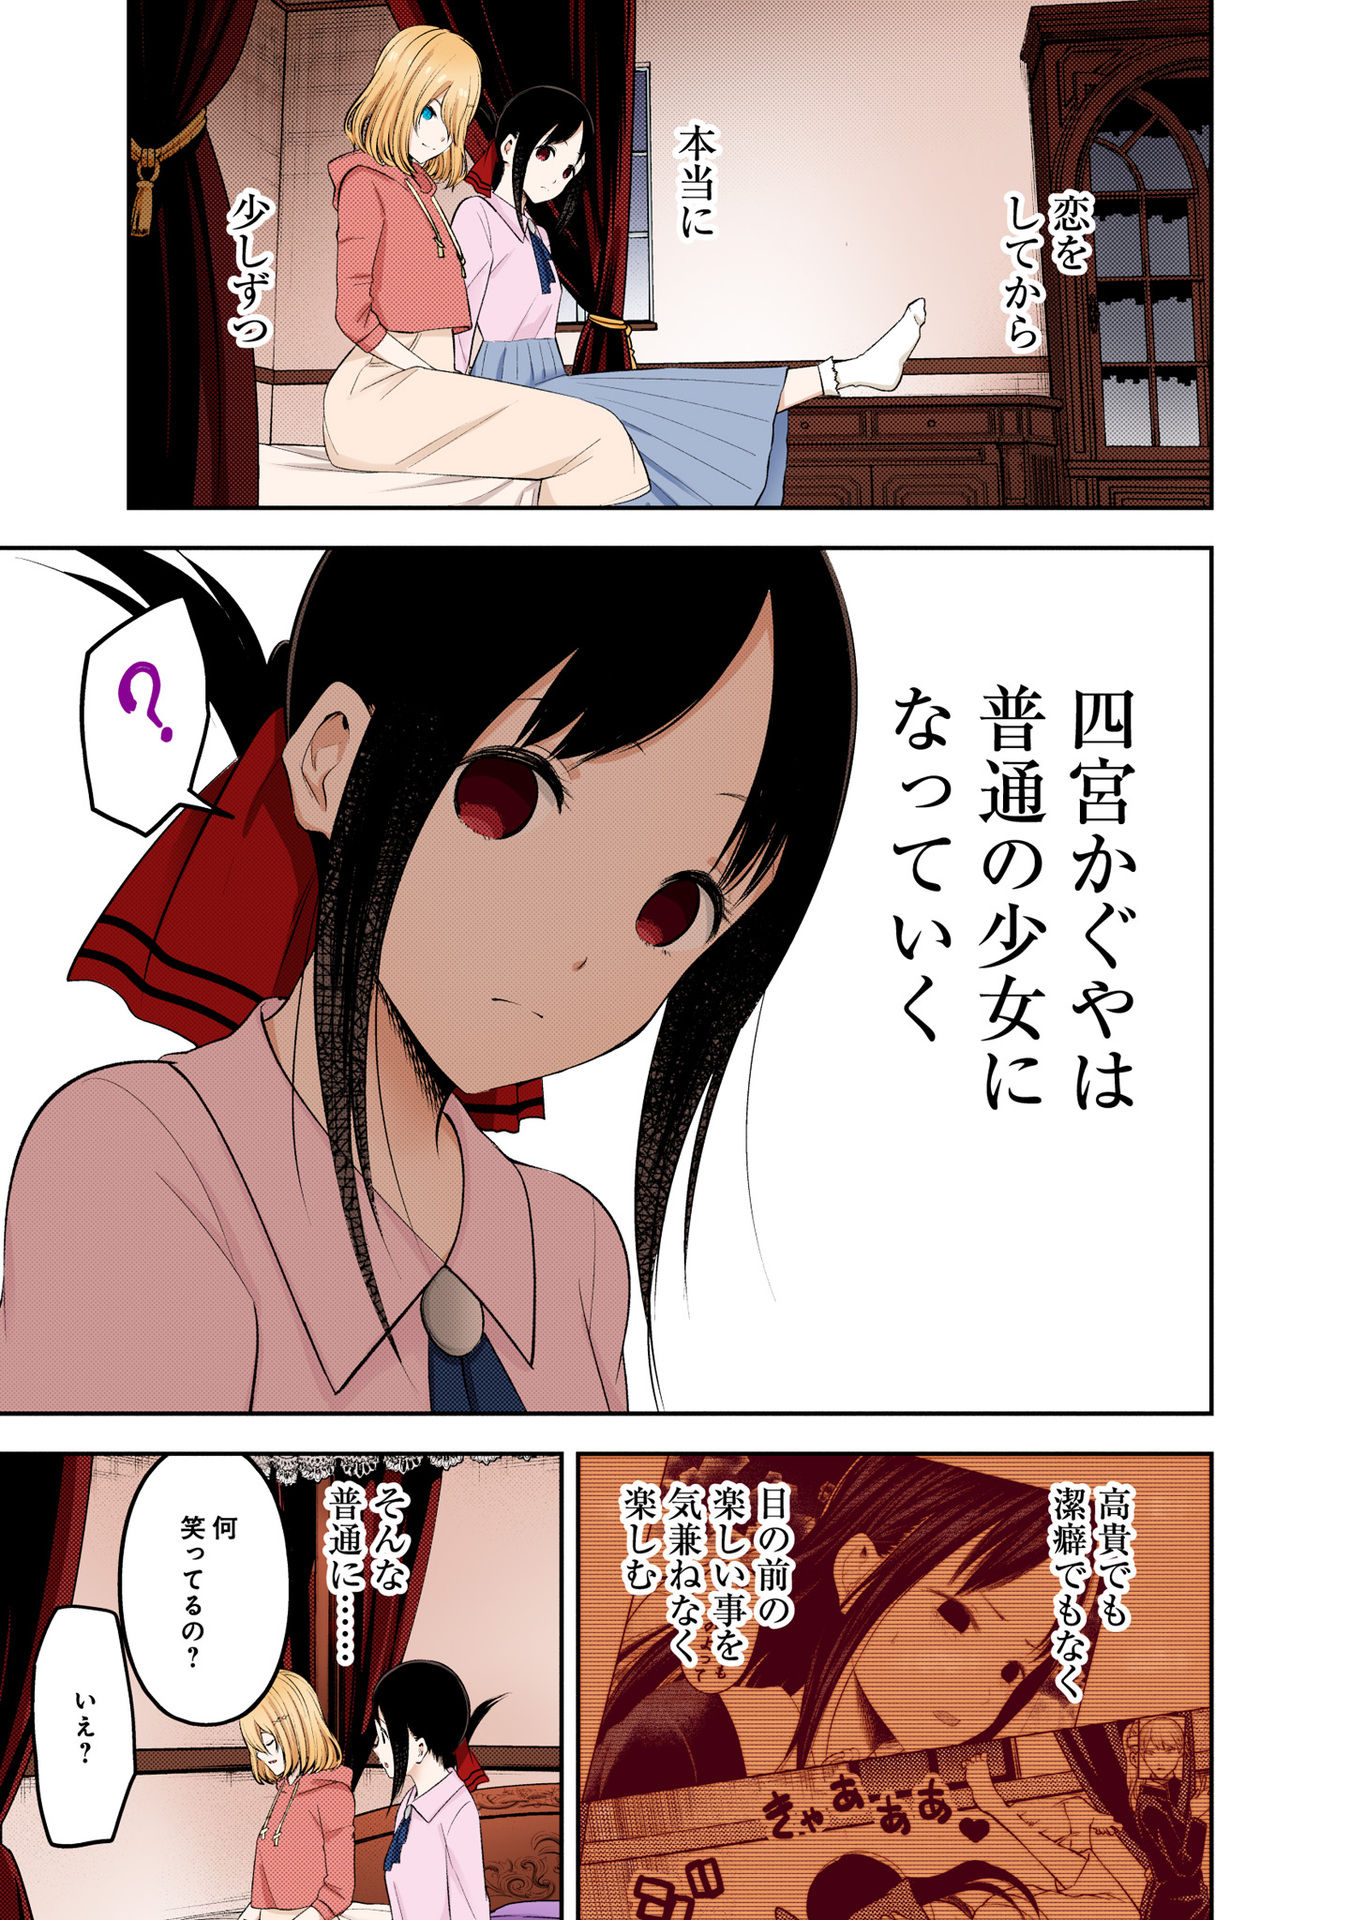 恋を
してから
本当に
少しずつ
四宮かぐやは
普通の少女に
なっていく
?
高貴でも
潔癖でもなく
目の前の
楽しい事を
気兼ねなく
楽しむ
きゃあーあああー♥
そんな
普通に……
何
笑ってるの?
いえ?